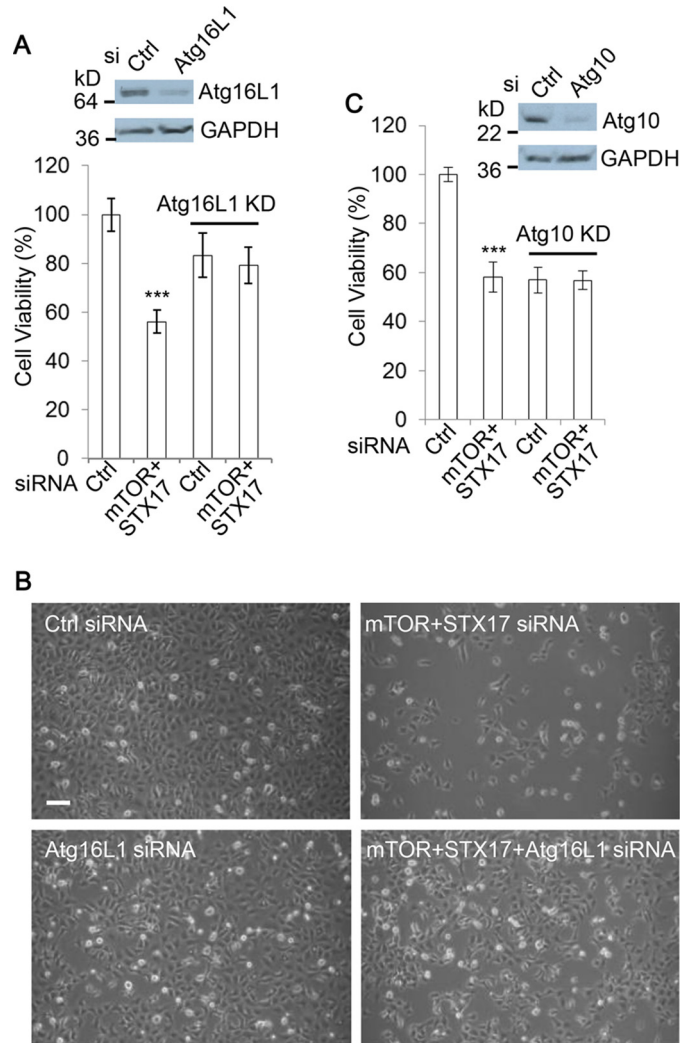 A
si Ctrl Atg16L1
kD
64
Atg16L1
36
GAPDH
Cell Viability (%)
120
100
80
60
40
20
0
***
Atg16L1 KD
siRNA
Ctrl
mTOR+
STX17
Ctrl
mTOR+
STX17
C
si Ctrl Atg10
kD
22
Atg10
36
GAPDH
Cell Viability (%)
120
100
80
60
40
20
0
***
Atg10 KD
siRNA
Ctrl
mTOR+
STX17
Ctrl
mTOR+
STX17
B
Ctrl siRNA
mTOR+STX17 siRNA
Atg16L1 siRNA
mTOR+STX17+Atg16L1 siRNA